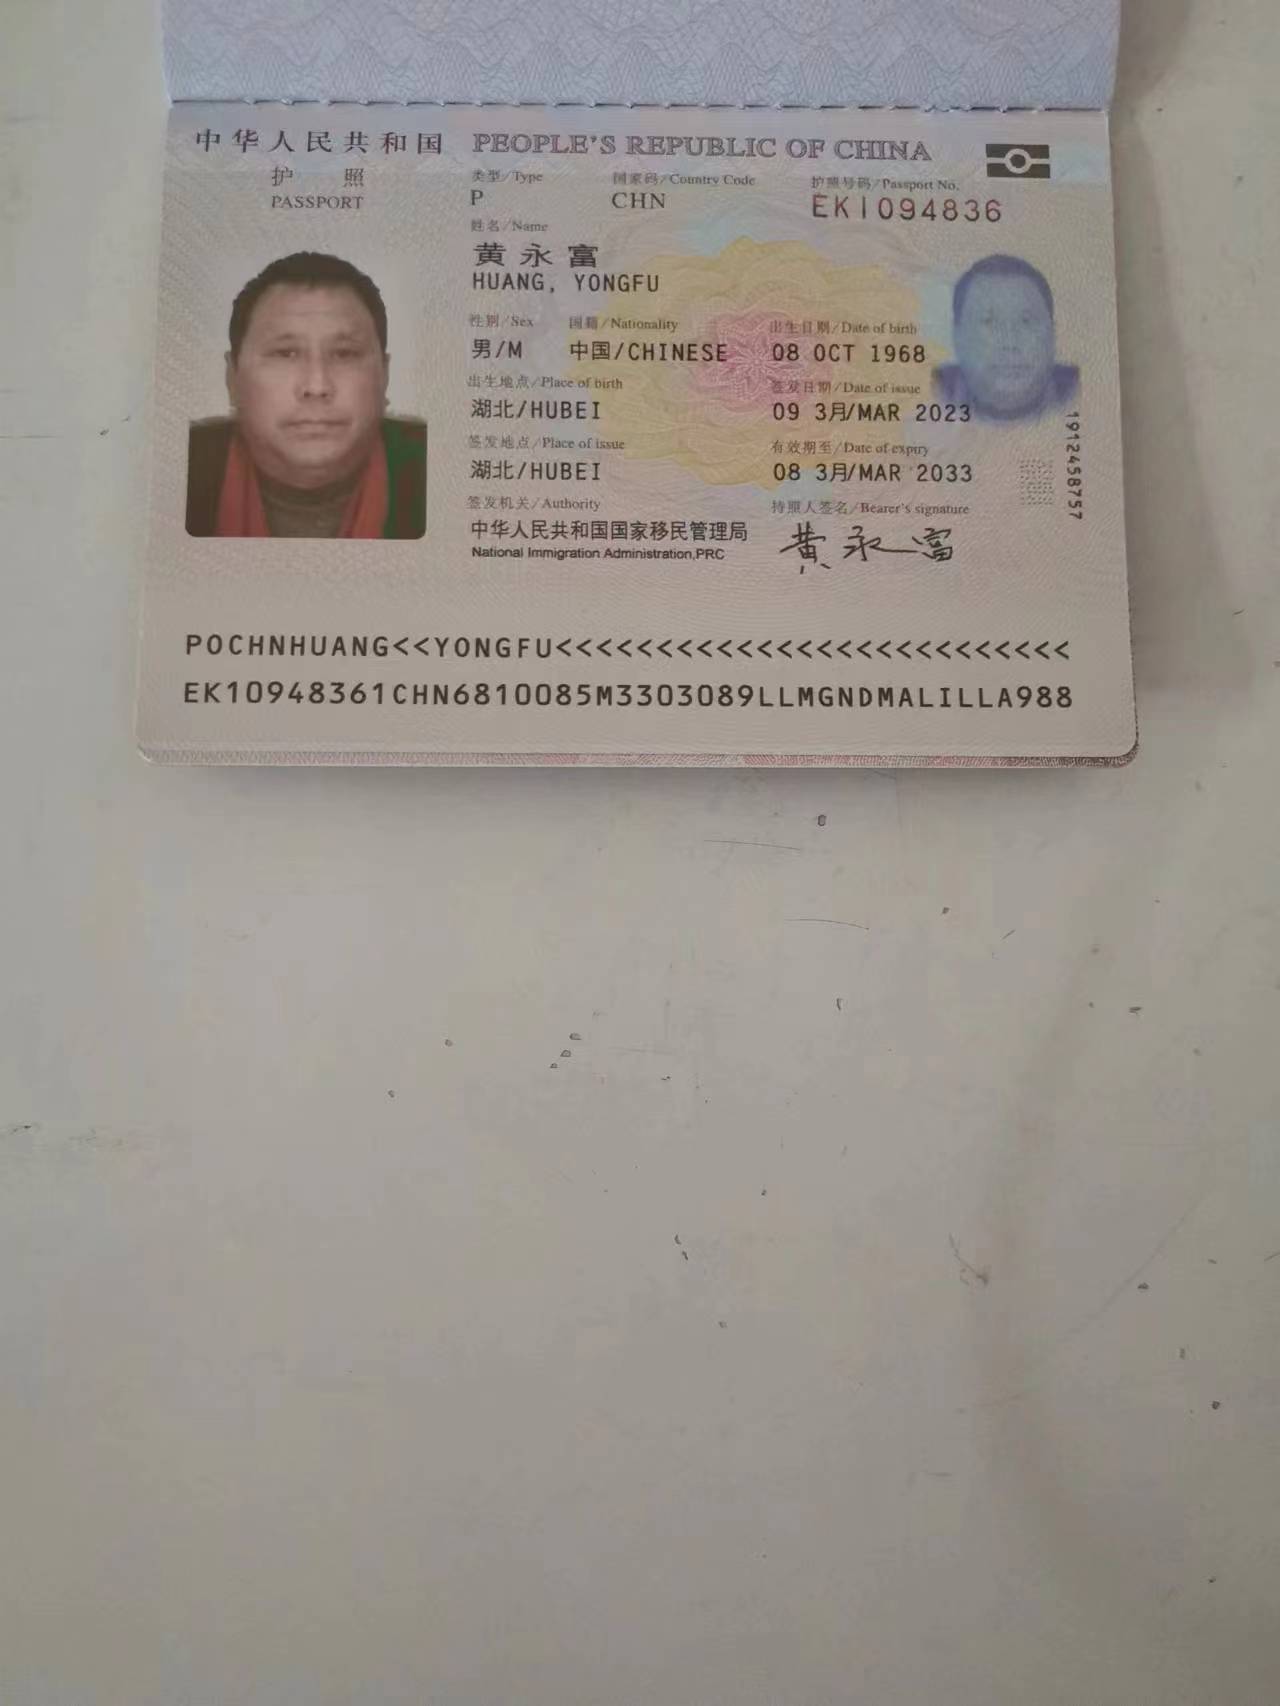 中华人民共和国 PEOPLE'S REPUBLIC OF CHINA
护照
PASSPORT
类型/Type 国家码/Country Code 护照号码/Passport No.
P CHN EK1094836
姓名/Name
黄永富
HUANG, YONGFU
性别/Sex 国籍/Nationality 出生日期/Date of birth
男/M 中国/CHINESE 08 OCT 1968
出生地点/Place of birth 签发日期/Date of issue
湖北/HUBEI 09 3月/MAR 2023
签发地点/Place of issue 有效期至/Date of expiry
湖北/HUBEI 08 3月/MAR 2033
签发机关/Authority 持照人签名/Bearer's signature
中华人民共和国国家移民管理局 黄永富
National Immigration Administration,PRC
1912458757
POCHNHUANG<<YONGFU<<<<<<<<<<<<<<<<<<<<<<<<<<
EK10948361CHN6810085M3303089LLMGNDMALILLA988